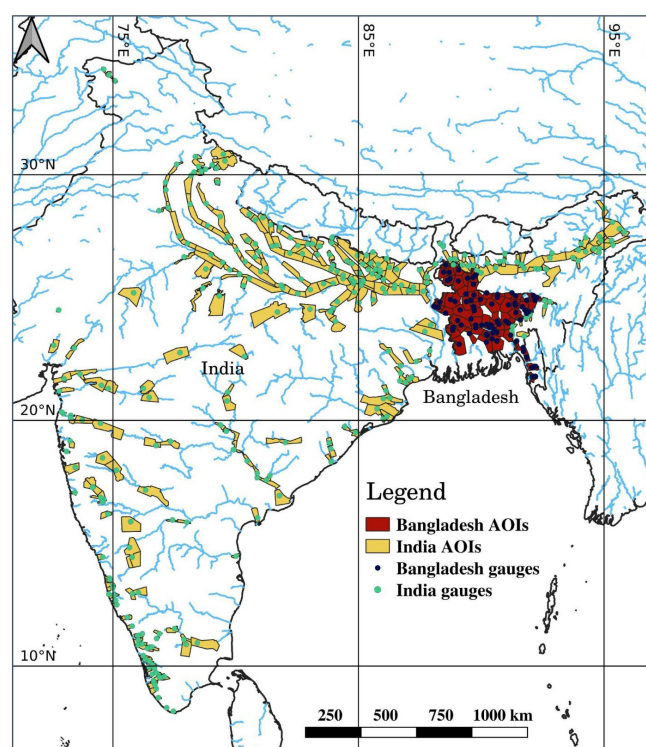 75°E
85°E
95°E
30°N
India
Bangladesh
20°N
Legend
Bangladesh AOIs
India AOIs
Bangladesh gauges
India gauges
10°N
250 500 750 1000 km